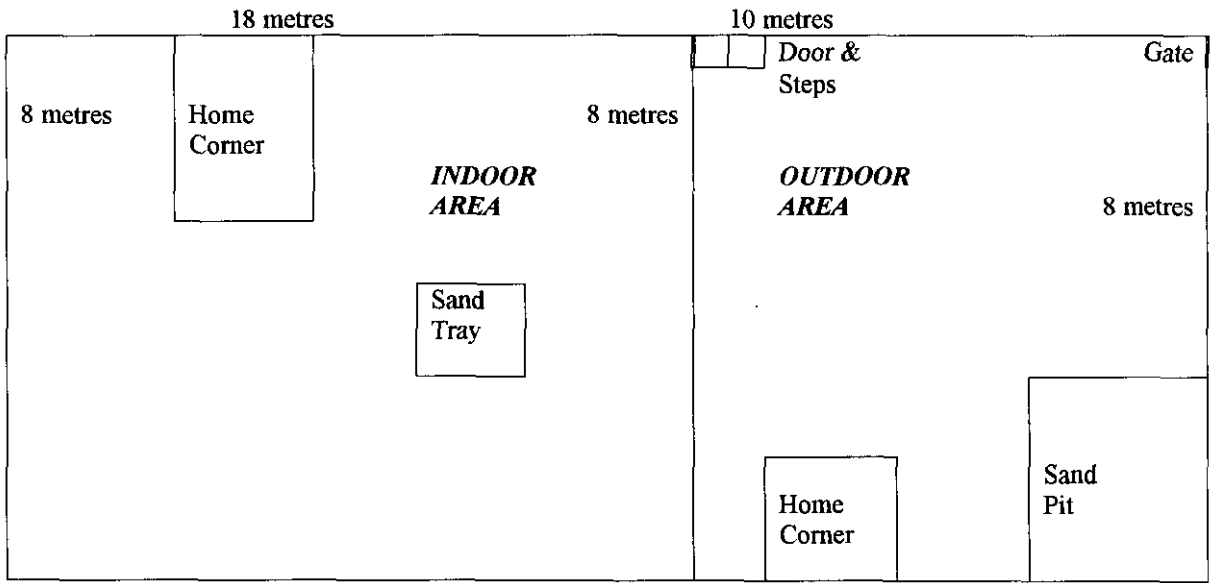 18 metres
10 metres
Door &
Steps
Gate
8 metres
Home
Corner
8 metres
INDOOR
AREA
OUTDOOR
AREA
8 metres
Sand
Tray
Home
Corner
Sand
Pit